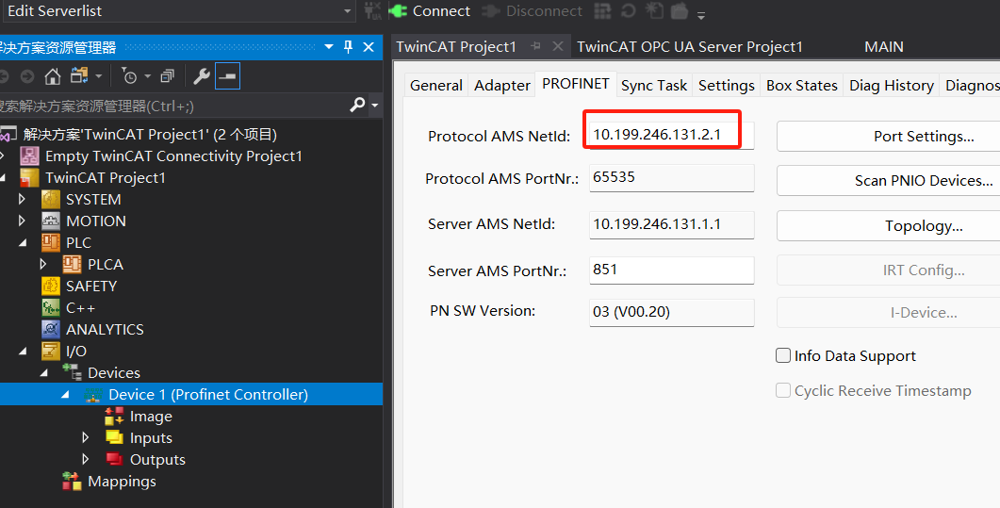 Edit Serverlist
Connect
Disconnect
解决方案资源管理器
搜索解决方案资源管理器(Ctrl+;)
解决方案'TwinCAT Project1' (2 个项目)
Empty TwinCAT Connectivity Project1
TwinCAT Project1
SYSTEM
MOTION
PLC
PLCA
SAFETY
C++
ANALYTICS
I/O
Devices
Device 1 (Profinet Controller)
Image
Inputs
Outputs
Mappings
TwinCAT Project1
TwinCAT OPC UA Server Project1
MAIN
General
Adapter
PROFINET
Sync Task
Settings
Box States
Diag History
Diagnos
Protocol AMS NetId:
10.199.246.131.2.1
Port Settings...
Protocol AMS PortNr.:
65535
Scan PNIO Devices...
Server AMS NetId:
10.199.246.131.1.1
Topology...
Server AMS PortNr.:
851
IRT Config...
PN SW Version:
03 (V00.20)
I-Device...
Info Data Support
Cyclic Receive Timestamp